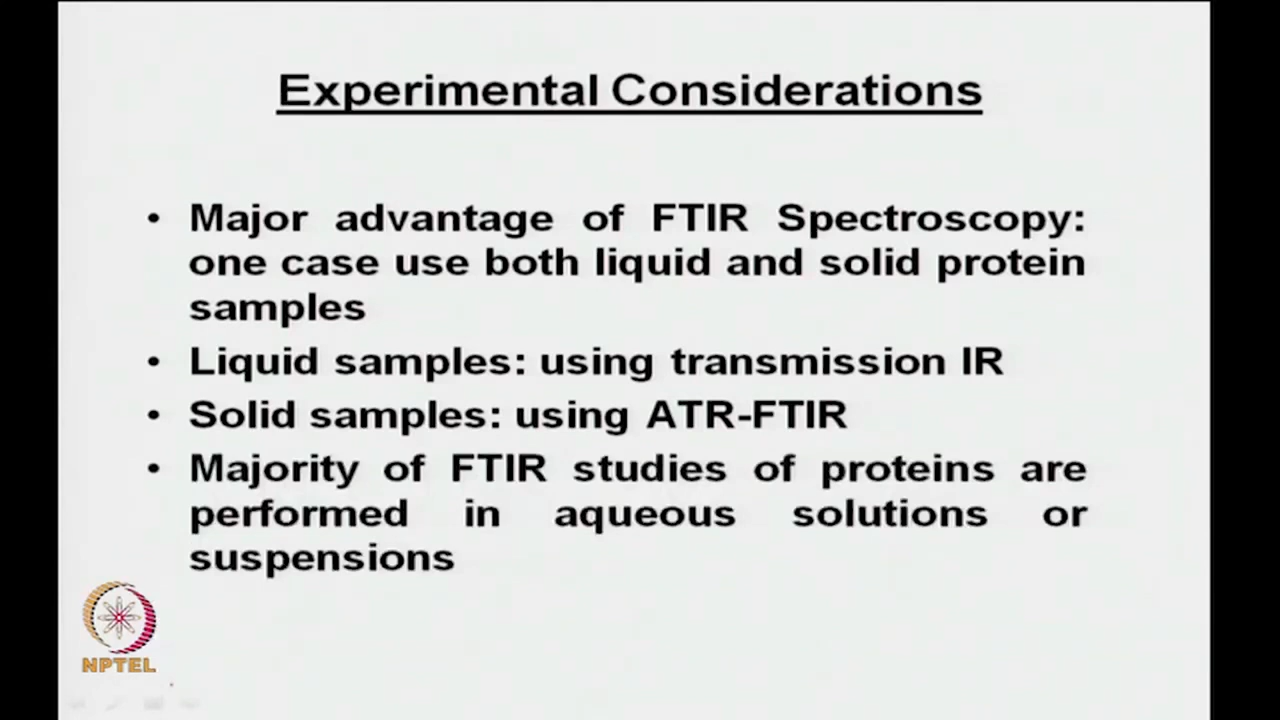 Experimental Considerations
• Major advantage of FTIR Spectroscopy:
one case use both liquid and solid protein
samples
• Liquid samples: using transmission IR
• Solid samples: using ATR-FTIR
• Majority of FTIR studies of proteins are
performed in aqueous solutions or
suspensions
NPTEL